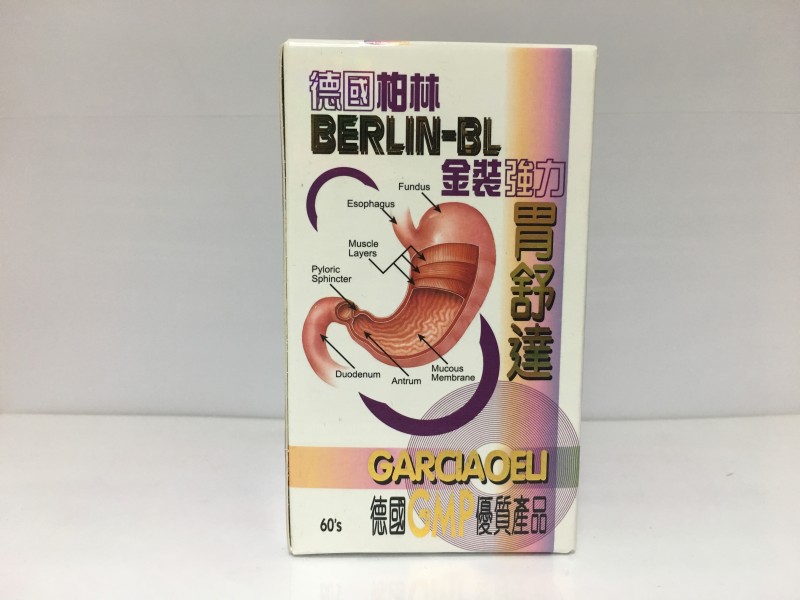 德國柏林
BERLIN-BL
金裝強力
胃舒達
Fundus
Esophagus
Muscle
Layers
Pyloric
Sphincter
Duodenum
Antrum
Mucous
Membrane
GARCIAOELI
60's
德國GMP優質產品